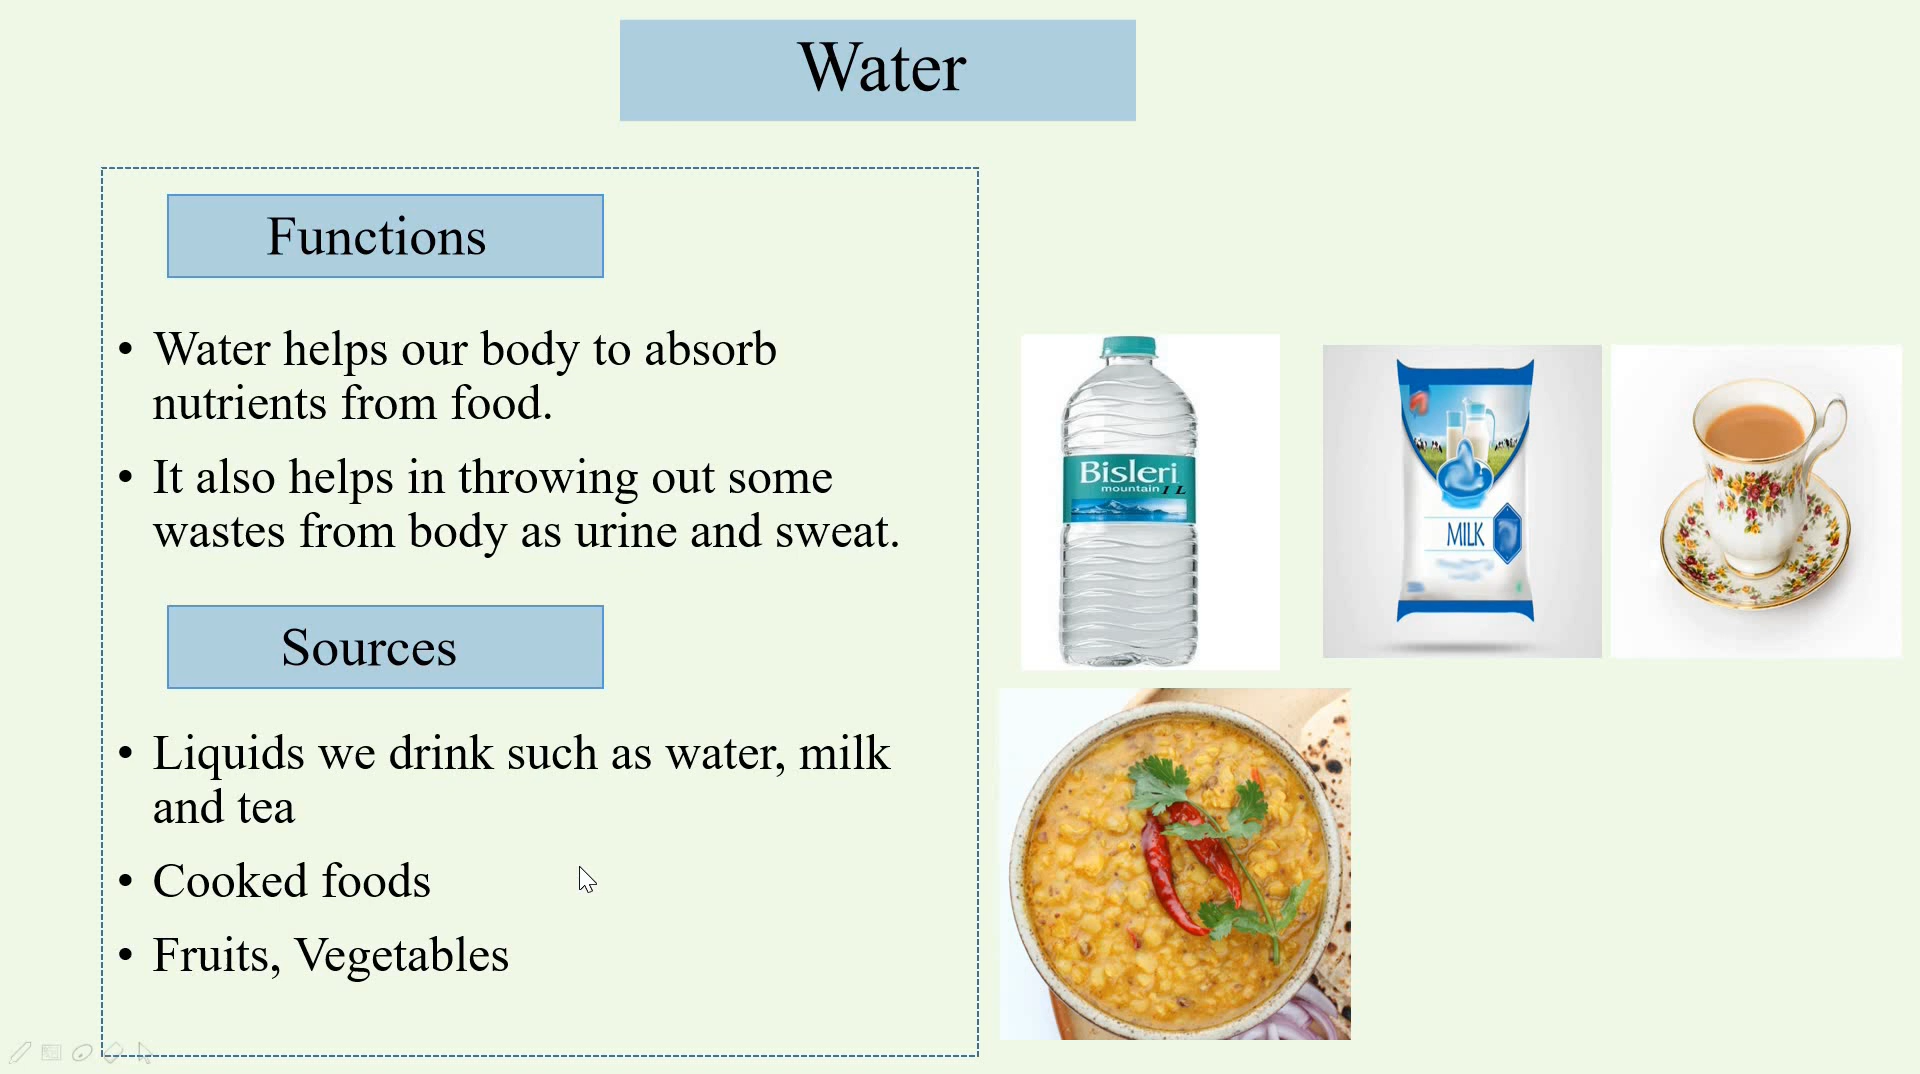 Water
Functions
• Water helps our body to absorb
nutrients from food.
• It also helps in throwing out some
wastes from body as urine and sweat.
Sources
• Liquids we drink such as water, milk
and tea
• Cooked foods
• Fruits, Vegetables
Bisleri
mountain 1 L
MILK